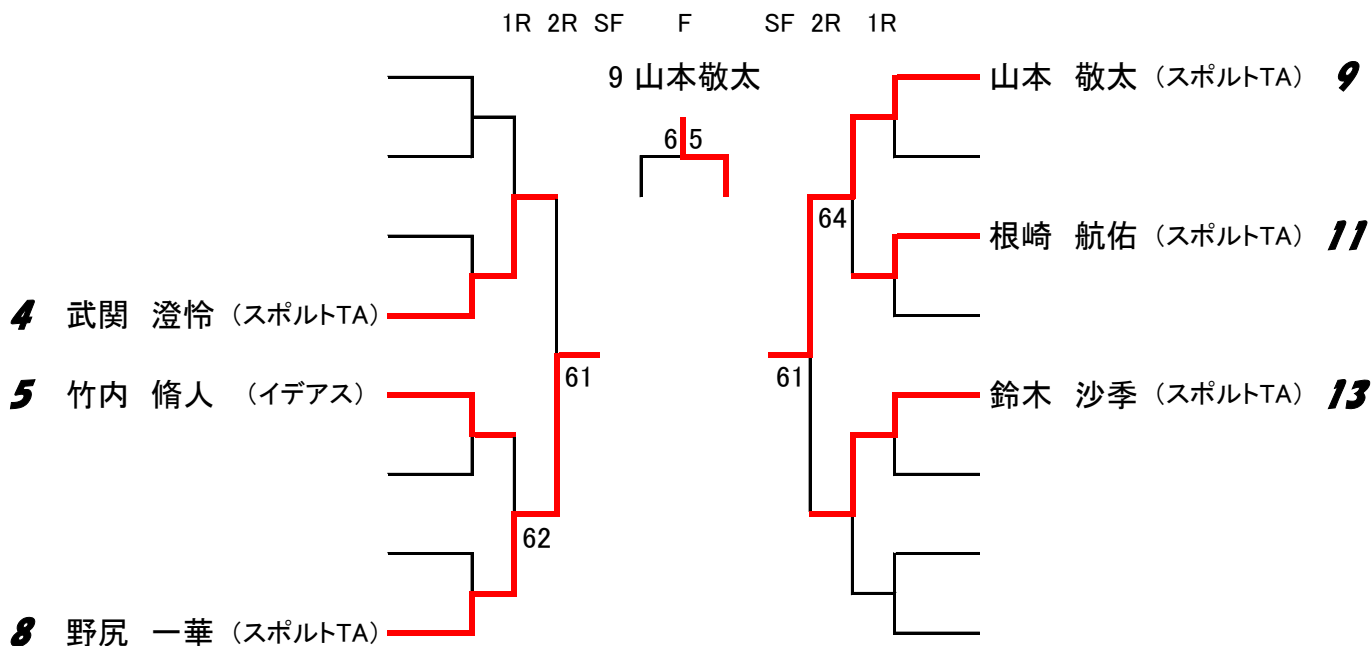 1R 2R SF F SF 2R 1R
9 山本敬太
山本 敬太 (スポルトTA) 9
6 5
64
根崎 航佑 (スポルトTA) 11
4 武関 澄怜 (スポルトTA)
61
61
5 竹内 脩人 (イデアス)
鈴木 沙季 (スポルトTA) 13
62
8 野尻 一華 (スポルトTA)